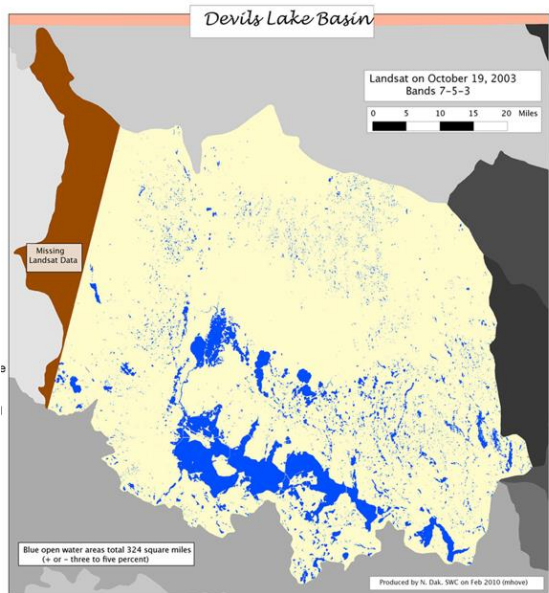 Devils Lake Basin
Landsat on October 19, 2003
Bands 7-5-3
0 5 10 15 20 Miles
Missing
Landsat Data
e
Blue open water areas total 324 square miles
(+ or - three to five percent)
Produced by N. Dak. SWC on Feb 2010 (mhove)